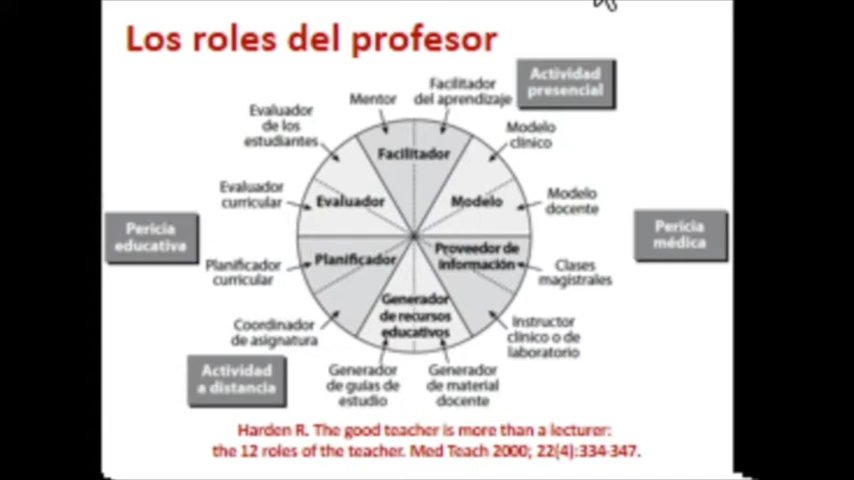 Los roles del profesor
Actividad
presencial
Facilitador
del aprendizaje
Mentor
Evaluador
de los
estudiantes
Modelo
clínico
Facilitador
Evaluador
curricular
Evaluador
Modelo
Modelo
docente
Pericia
educativa
Pericia
médica
Planificador
curricular
Planificador
Proveedor de
información
Clases
magistrales
Generador
de recursos
educativos
Coordinador
de asignatura
Instructor
clínico o de
laboratorio
Actividad
a distancia
Generador
de guías de
estudio
Generador
de material
docente
Harden R. The good teacher is more than a lecturer:
the 12 roles of the teacher. Med Teach 2000; 22(4):334-347.